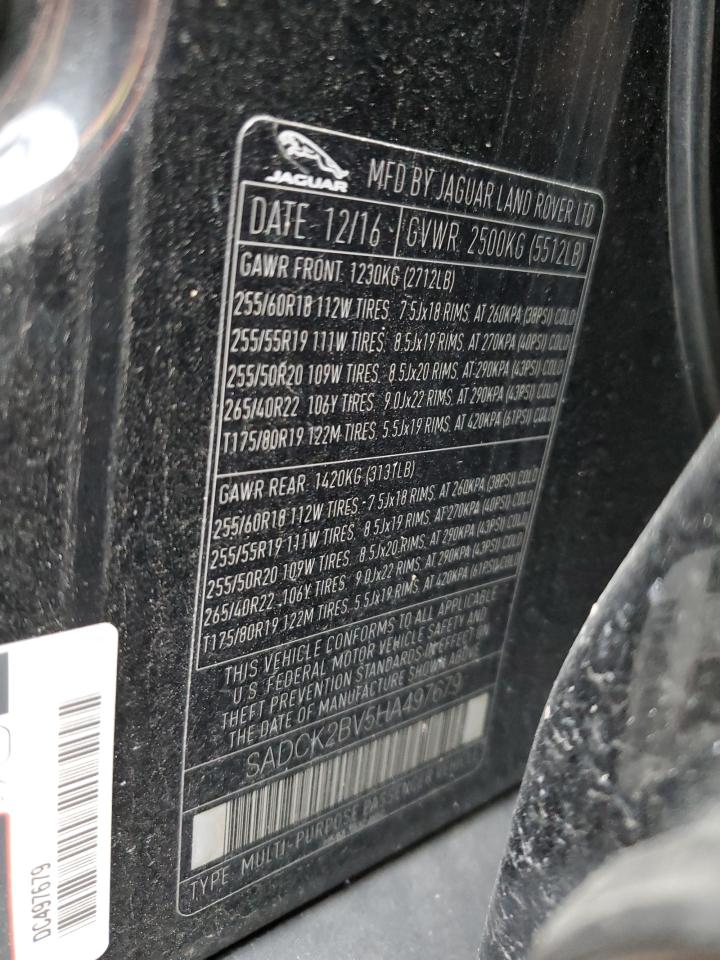 JAGUAR
MFD BY JAGUAR LAND ROVER LTD
DATE 12/16 GVWR 2500KG (5512LB)
GAWR FRONT 1230KG (2712LB)
255/60R18 112W TIRES, 7.5Jx18 RIMS, AT 260KPA (38PSI) COLD
255/55R19 111W TIRES, 8.5Jx19 RIMS, AT 270KPA (40PSI) COLD
255/50R20 109W TIRES, 8.5Jx20 RIMS, AT 290KPA (43PSI) COLD
265/40R22 106Y TIRES, 9.0Jx22 RIMS, AT 290KPA (43PSI) COLD
T175/80R19 122M TIRES, 5.5Jx19 RIMS, AT 420KPA (61PSI) COLD
GAWR REAR 1420KG (3131LB)
255/60R18 112W TIRES, 7.5Jx18 RIMS, AT 260KPA (38PSI) COLD
255/55R19 111W TIRES, 8.5Jx19 RIMS, AT 270KPA (40PSI) COLD
255/50R20 109W TIRES, 8.5Jx20 RIMS, AT 290KPA (43PSI) COLD
265/40R22 106Y TIRES, 9.0Jx22 RIMS, AT 290KPA (43PSI) COLD
T175/80R19 122M TIRES, 5.5Jx19 RIMS, AT 420KPA (61PSI) COLD
THIS VEHICLE CONFORMS TO ALL APPLICABLE
U.S. FEDERAL MOTOR VEHICLE SAFETY AND
THEFT PREVENTION STANDARDS IN EFFECT ON
THE DATE OF MANUFACTURE SHOWN ABOVE
SADCK2BV5HA497679
TYPE MULTI-PURPOSE PASSENGER VEHICLE
DC497679